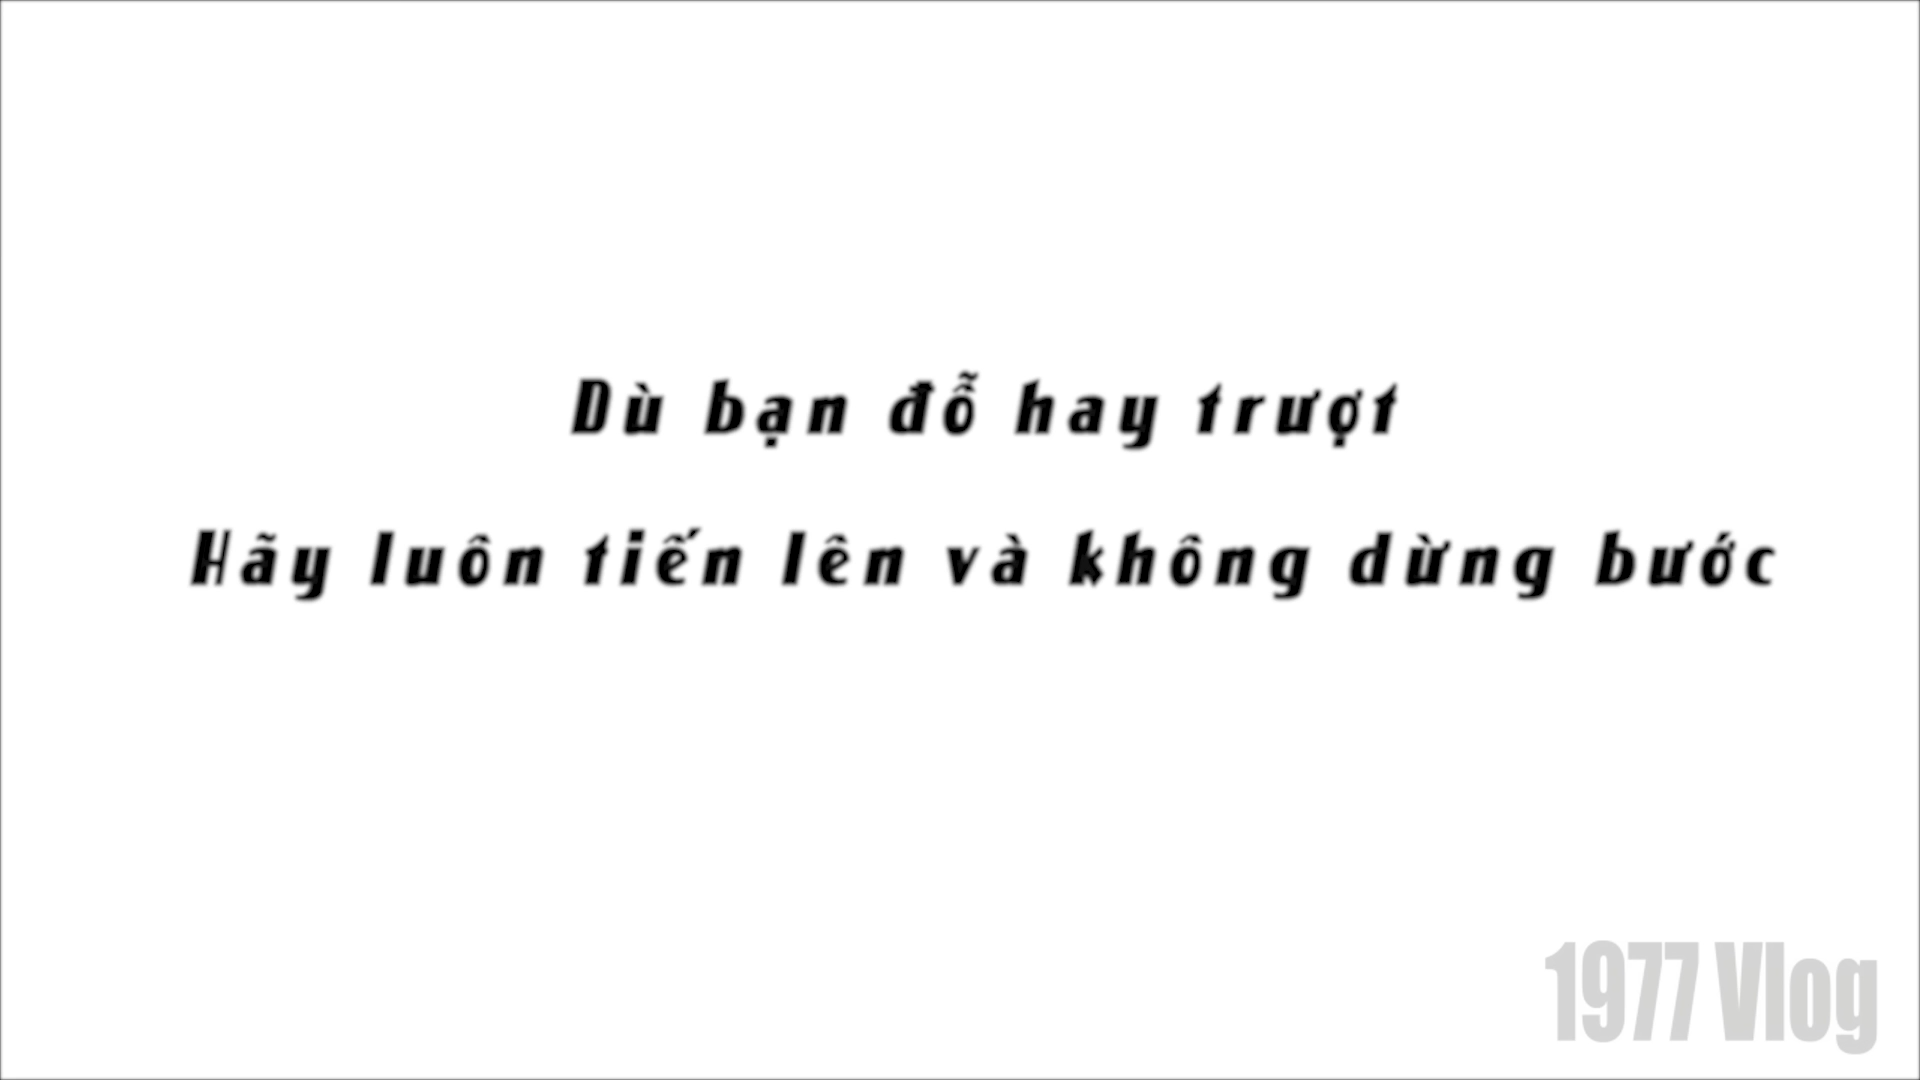 Dù bạn đỗ hay trượt
Hãy luôn tiến lên và không dừng bước
1977 Vlog